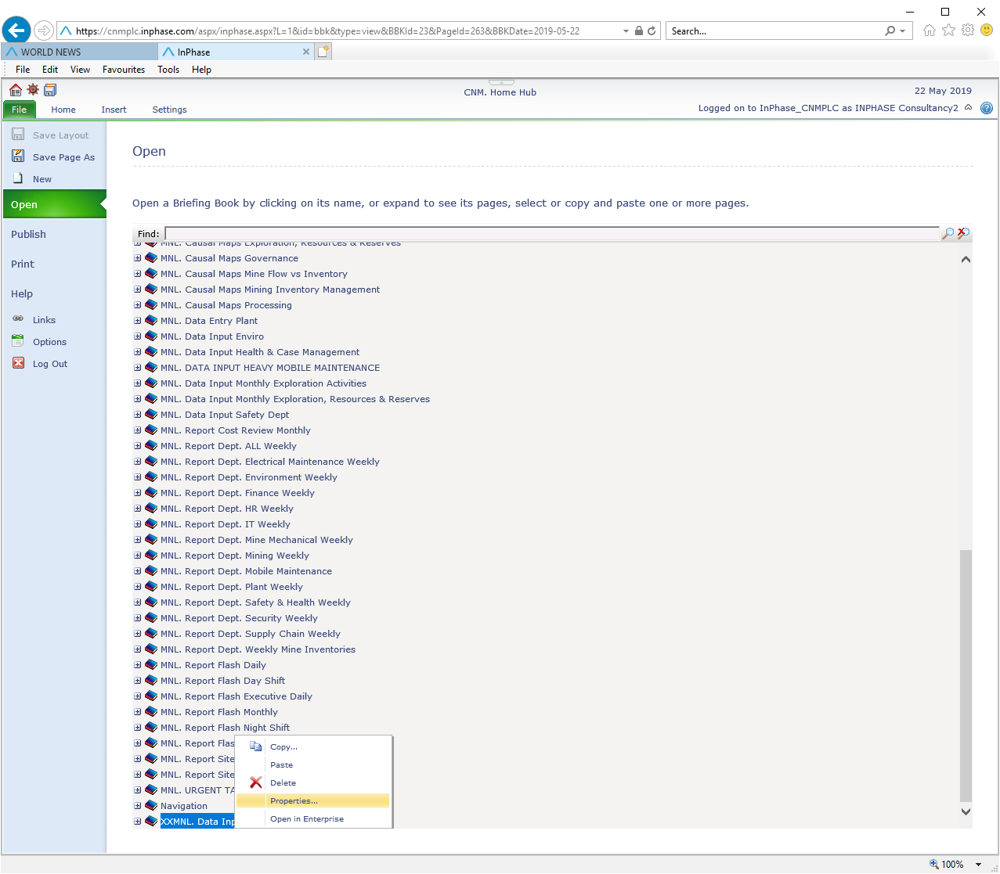 https://cnmplc.inphase.com/aspx/inphase.aspx?L=1&id=bbk&type=view&BBKId=23&PageId=263&BBKDate=2019-05-22
Search...
WORLD NEWS
InPhase
File Edit View Favourites Tools Help
CNM. Home Hub
22 May 2019
File Home Insert Settings
Logged on to InPhase_CNMPLC as INPHASE Consultancy2
Save Layout
Save Page As
New
Open
Publish
Print
Help
Links
Options
Log Out
Open
Open a Briefing Book by clicking on its name, or expand to see its pages, select or copy and paste one or more pages.
Find:
MNL. Causal Maps Exploration, Resources & Reserves
MNL. Causal Maps Governance
MNL. Causal Maps Mine Flow vs Inventory
MNL. Causal Maps Mining Inventory Management
MNL. Causal Maps Processing
MNL. Data Entry Plant
MNL. Data Input Enviro
MNL. Data Input Health & Case Management
MNL. DATA INPUT HEAVY MOBILE MAINTENANCE
MNL. Data Input Monthly Exploration Activities
MNL. Data Input Monthly Exploration, Resources & Reserves
MNL. Data Input Safety Dept
MNL. Report Cost Review Monthly
MNL. Report Dept. ALL Weekly
MNL. Report Dept. Electrical Maintenance Weekly
MNL. Report Dept. Environment Weekly
MNL. Report Dept. Finance Weekly
MNL. Report Dept. HR Weekly
MNL. Report Dept. IT Weekly
MNL. Report Dept. Mine Mechanical Weekly
MNL. Report Dept. Mining Weekly
MNL. Report Dept. Mobile Maintenance
MNL. Report Dept. Plant Weekly
MNL. Report Dept. Safety & Health Weekly
MNL. Report Dept. Security Weekly
MNL. Report Dept. Supply Chain Weekly
MNL. Report Dept. Weekly Mine Inventories
MNL. Report Flash Daily
MNL. Report Flash Day Shift
MNL. Report Flash Executive Daily
MNL. Report Flash Monthly
MNL. Report Flash Night Shift
MNL. Report Flas
MNL. Report Site
MNL. Report Site
MNL. URGENT TA
Navigation
XXMNL. Data Inp
Copy...
Paste
Delete
Properties...
Open in Enterprise
100%